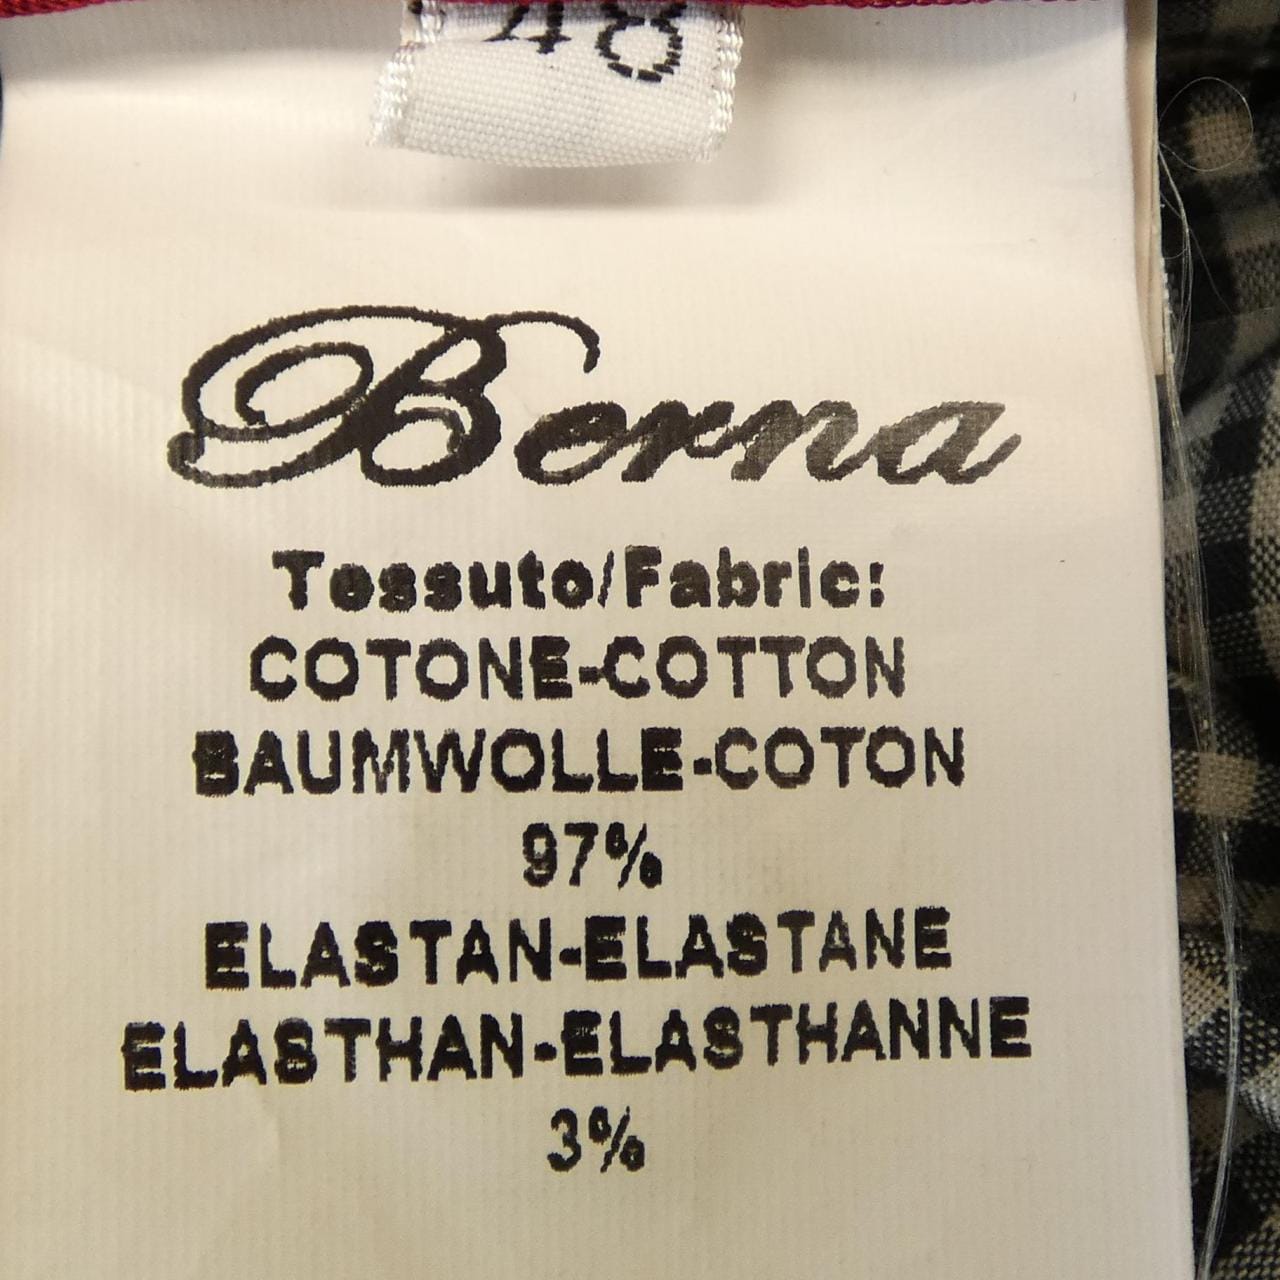 48
Berna
Tessuto/Fabric:
COTONE-COTTON
BAUMWOLLE-COTON
97%
ELASTAN-ELASTANE
ELASTHAN-ELASTHANNE
3%